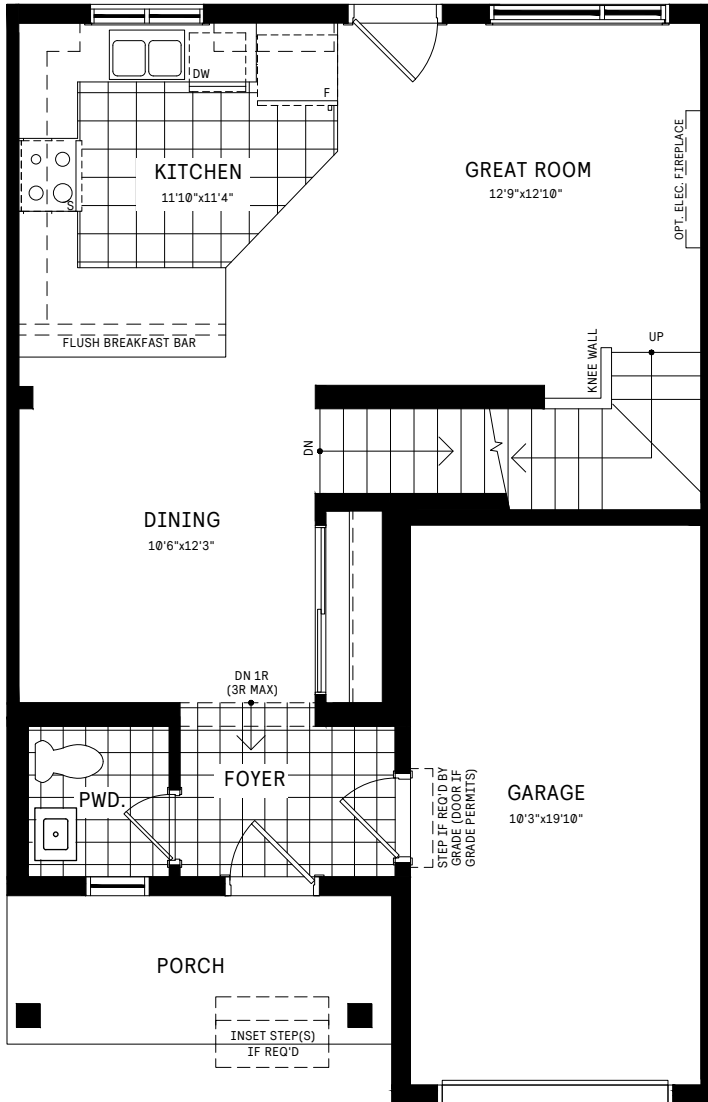 DW
F
KITCHEN
11'10"x11'4"
S
GREAT ROOM
12'9"x12'10"
OPT. ELEC. FIREPLACE
FLUSH BREAKFAST BAR
KNEE WALL
UP
DN
DINING
10'6"x12'3"
DN 1R
(3R MAX)
FOYER
PWD.
STEP IF REQ'D BY
GRADE (DOOR IF
GRADE PERMITS)
GARAGE
10'3"x19'10"
PORCH
INSET STEP(S)
IF REQ'D